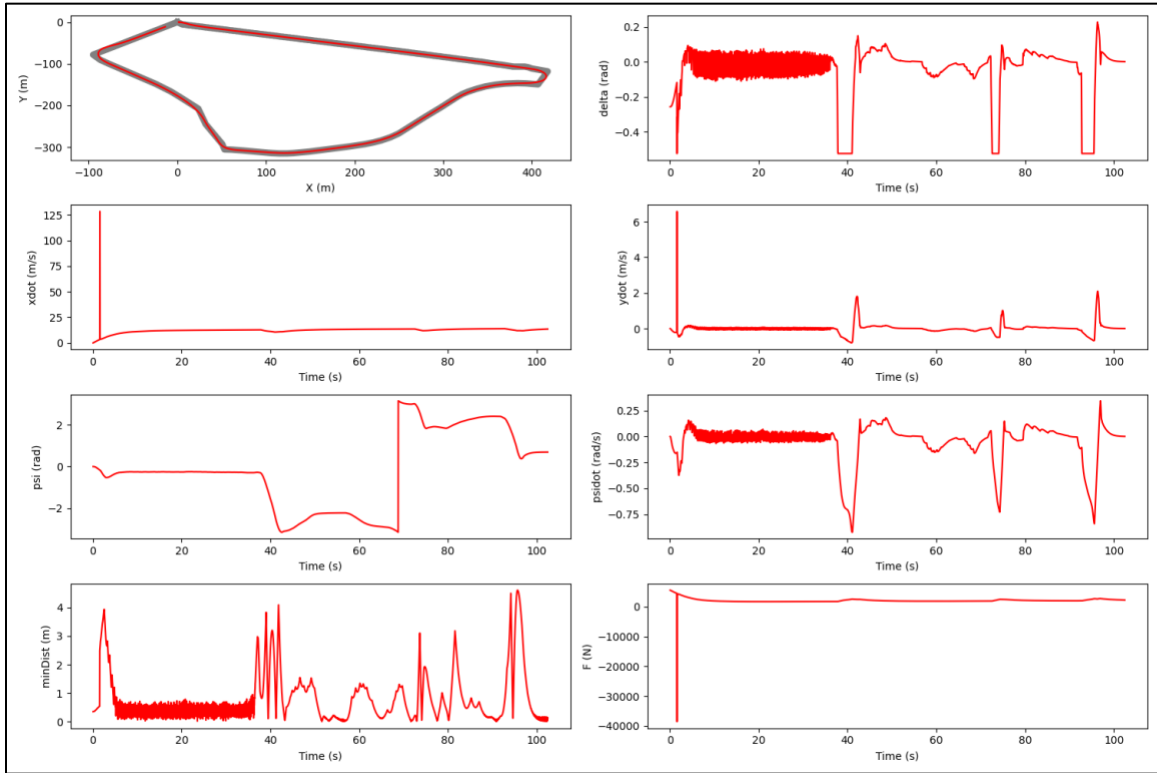 0
−100
−200
−300
Y (m)
−100 0 100 200 300 400
X (m)
0.0
−0.2
−0.4
delta (rad)
0 20 40 60 80 100
Time (s)
125
100
75
50
25
0
xdot (m/s)
0 20 40 60 80 100
Time (s)
6
4
2
0
ydot (m/s)
0 20 40 60 80 100
Time (s)
2
0
−2
psi (rad)
0 20 40 60 80 100
Time (s)
0.25
0.00
−0.25
−0.50
−0.75
psidot (rad/s)
0 20 40 60 80 100
Time (s)
4
3
2
1
0
minDist (m)
0 20 40 60 80 100
Time (s)
0
−10000
−20000
−30000
−40000
F (N)
0 20 40 60 80 100
Time (s)